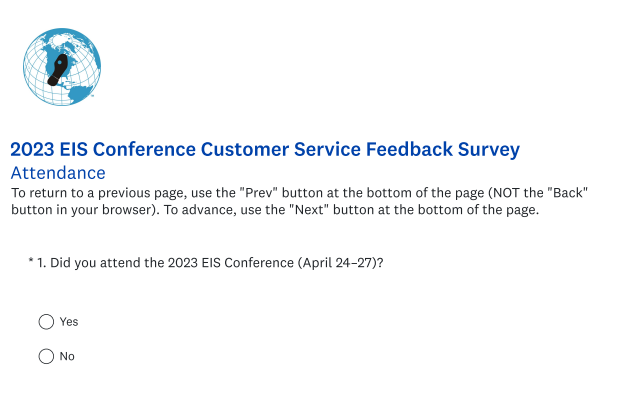 2023 EIS Conference Customer Service Feedback Survey
Attendance
To return to a previous page, use the "Prev" button at the bottom of the page (NOT the "Back"
button in your browser). To advance, use the "Next" button at the bottom of the page.
* 1. Did you attend the 2023 EIS Conference (April 24–27)?
Yes
No